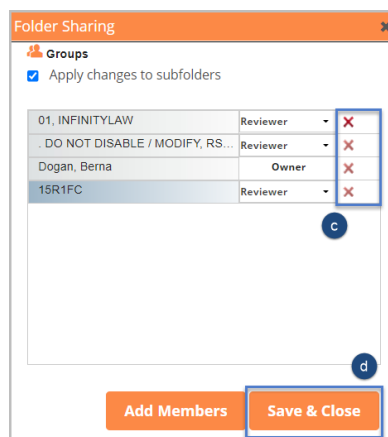 Folder Sharing
Groups
Apply changes to subfolders
01, INFINITYLAW Reviewer
. DO NOT DISABLE / MODIFY, RS... Reviewer
Dogan, Berna Owner
15R1FC Reviewer
c
d
Add Members Save & Close